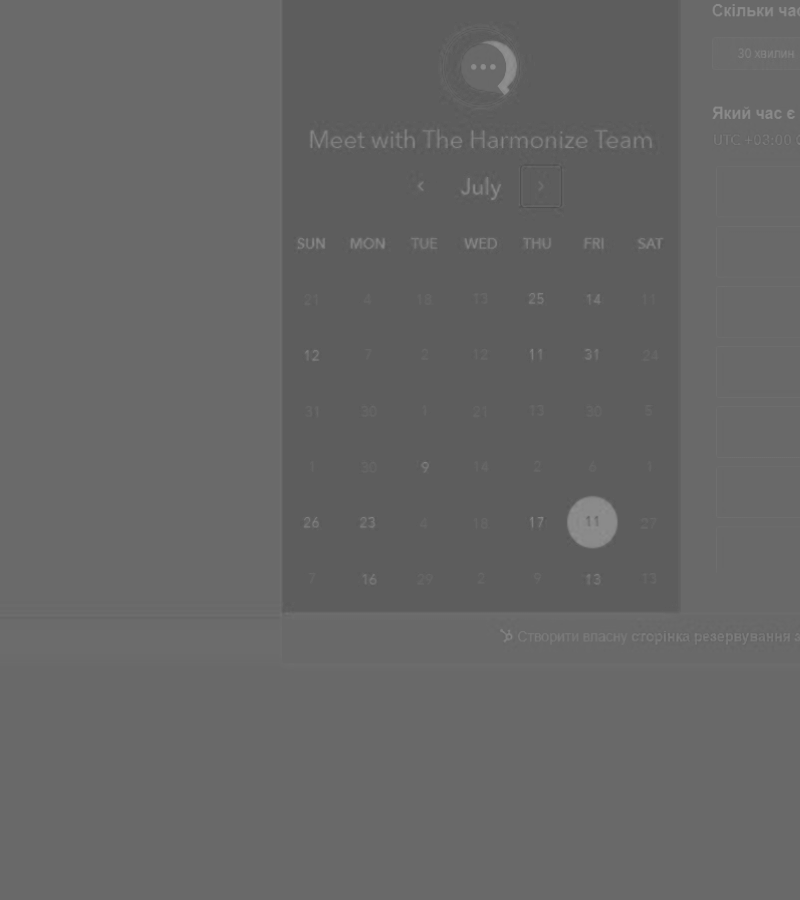 Скільки час
30 хвилин
Meet with The Harmonize Team
Який час є
UTC +03:00
July
SUN MON TUE WED THU FRI SAT
21 4 18 13 25 14 11
12 7 2 12 11 31 24
31 30 1 21 13 30 5
1 30 9 14 2 6 1
26 23 4 18 17 11 27
7 16 29 2 9 13 13
Створити власну сторінка резервування а